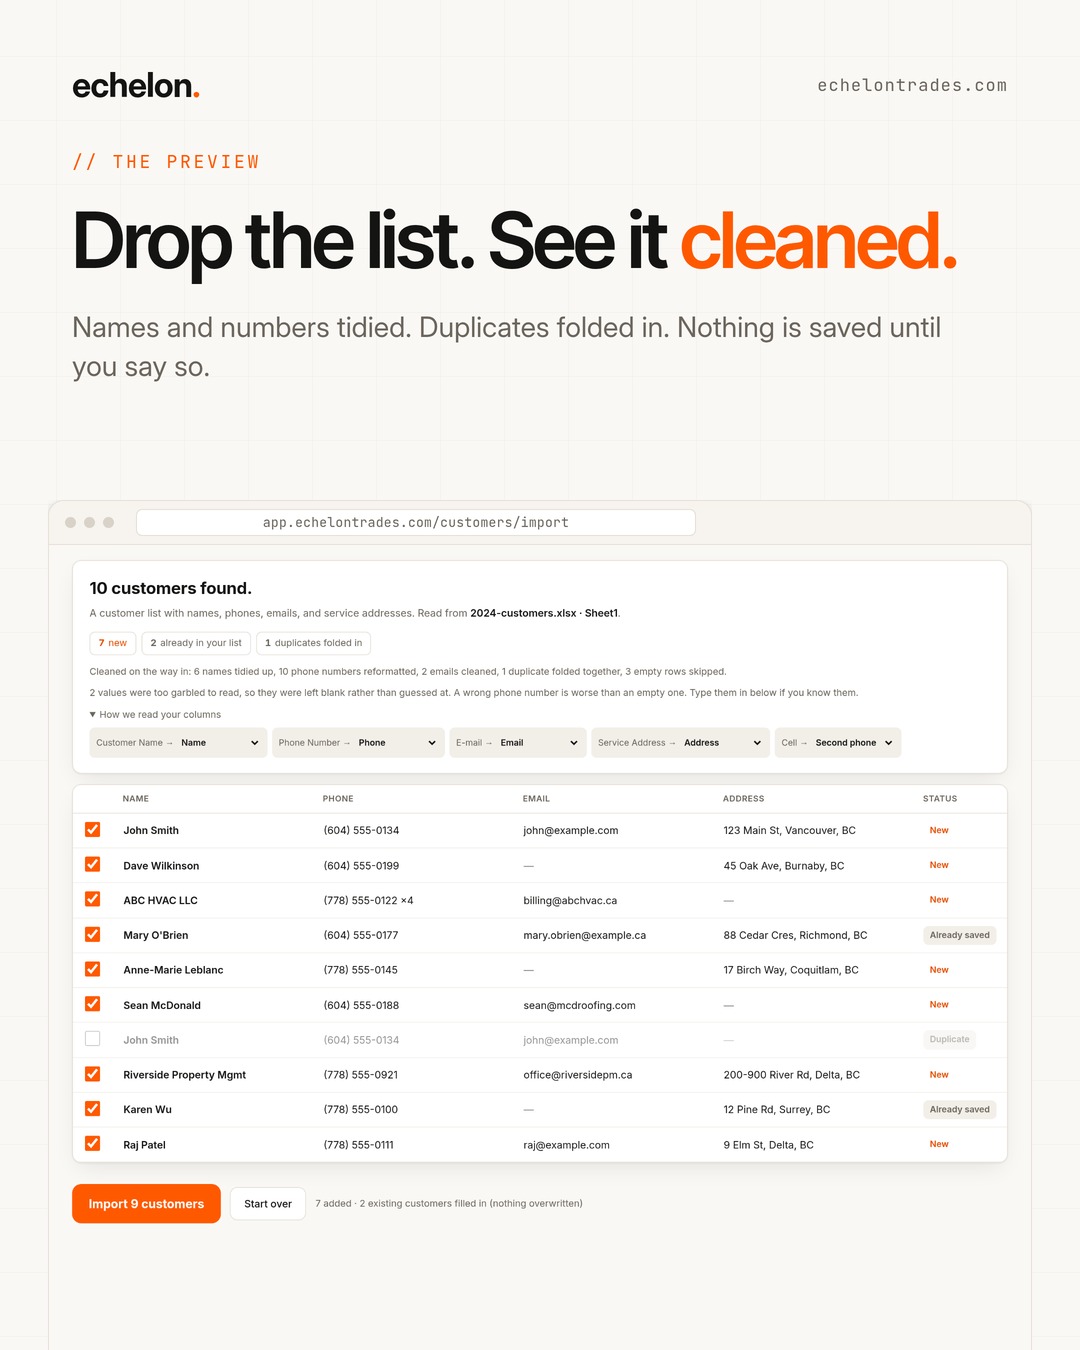 echelon.
echelontrades.com
// THE PREVIEW
Drop the list. See it cleaned.
Names and numbers tidied. Duplicates folded in. Nothing is saved until
you say so.
app.echelontrades.com/customers/import
10 customers found.
A customer list with names, phones, emails, and service addresses. Read from 2024-customers.xlsx · Sheet1.
7 new 2 already in your list 1 duplicates folded in
Cleaned on the way in: 6 names tidied up, 10 phone numbers reformatted, 2 emails cleaned, 1 duplicate folded together, 3 empty rows skipped.
2 values were too garbled to read, so they were left blank rather than guessed at. A wrong phone number is worse than an empty one. Type them in below if you know them.
▼ How we read your columns
Customer Name → Name Phone Number → Phone E-mail → Email Service Address → Address Cell → Second phone
NAME PHONE EMAIL ADDRESS STATUS
John Smith (604) 555-0134 john@example.com 123 Main St, Vancouver, BC New
Dave Wilkinson (604) 555-0199 — 45 Oak Ave, Burnaby, BC New
ABC HVAC LLC (778) 555-0122 ×4 billing@abchvac.ca — New
Mary O'Brien (604) 555-0177 mary.obrien@example.ca 88 Cedar Cres, Richmond, BC Already saved
Anne-Marie Leblanc (778) 555-0145 — 17 Birch Way, Coquitlam, BC New
Sean McDonald (604) 555-0188 sean@mcdroofing.com — New
John Smith (604) 555-0134 john@example.com — Duplicate
Riverside Property Mgmt (778) 555-0921 office@riversidepm.ca 200-900 River Rd, Delta, BC New
Karen Wu (778) 555-0100 — 12 Pine Rd, Surrey, BC Already saved
Raj Patel (778) 555-0111 raj@example.com 9 Elm St, Delta, BC New
Import 9 customers Start over 7 added · 2 existing customers filled in (nothing overwritten)